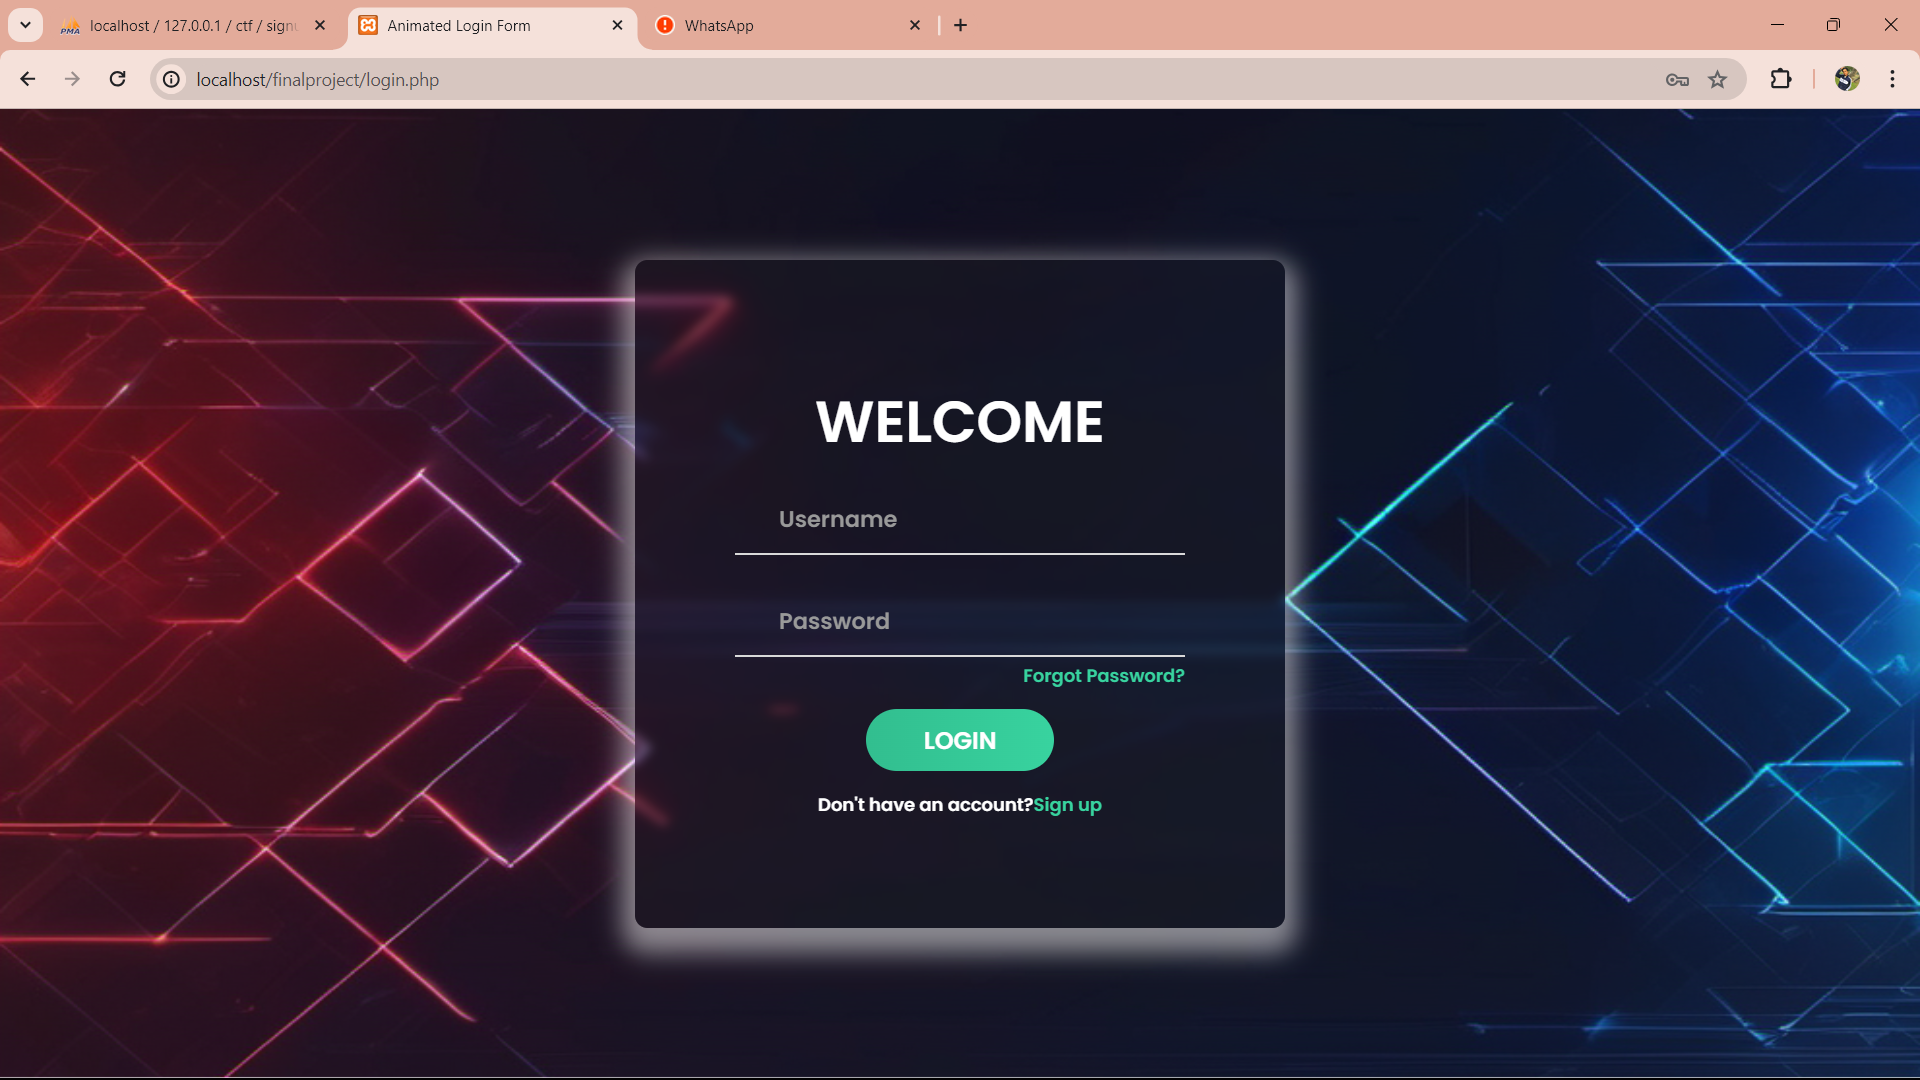 localhost / 127.0.0.1 / ctf / sign
Animated Login Form
WhatsApp
localhost/finalproject/login.php
WELCOME
Username
Password
Forgot Password?
LOGIN
Don't have an account?Sign up